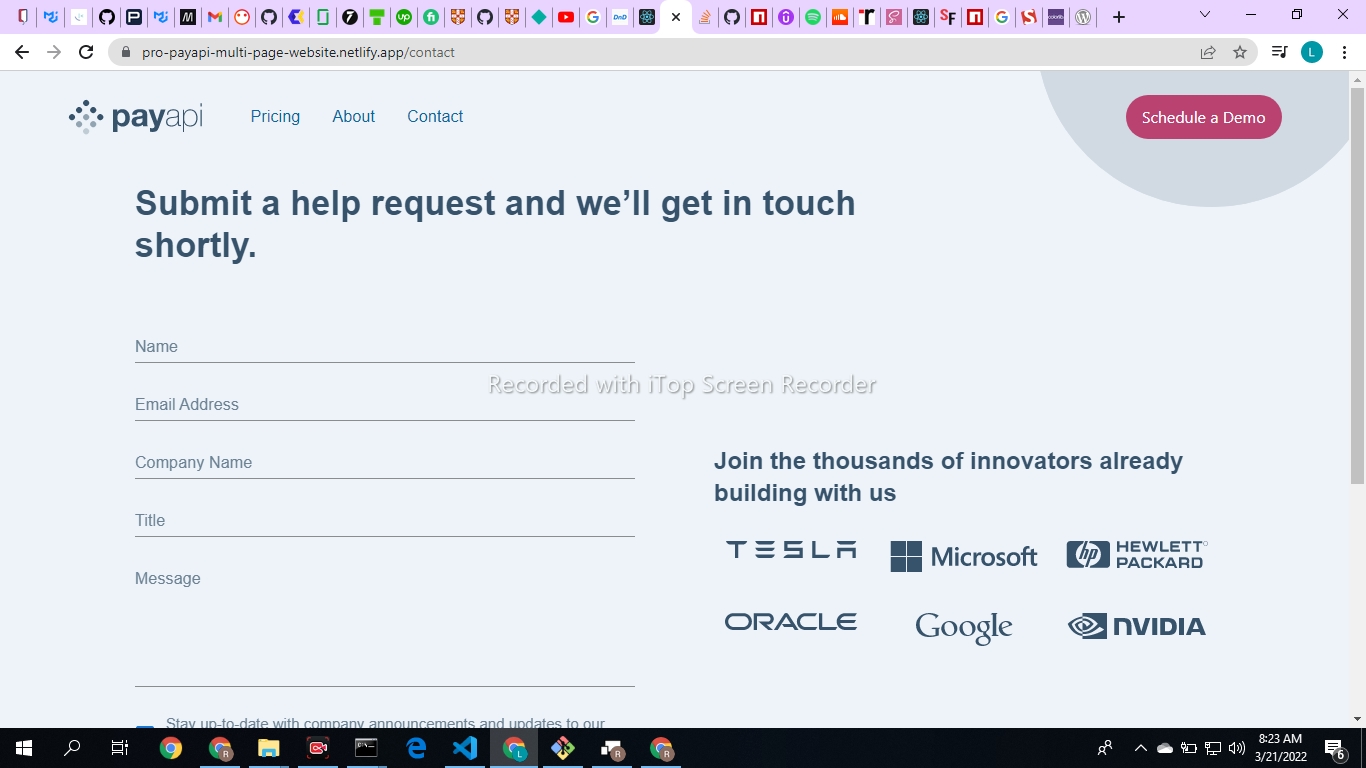 pro-payapi-multi-page-website.netlify.app/contact
L
payapi
Pricing
About
Contact
Schedule a Demo
Submit a help request and we’ll get in touch
shortly.
Name
Recorded with iTop Screen Recorder
Email Address
Company Name
Title
Message
Join the thousands of innovators already
building with us
TESLA
Microsoft
hp HEWLETT
PACKARD
ORACLE
Google
NVIDIA
Stay up-to-date with company announcements and updates to our
8:23 AM
3/21/2022
6